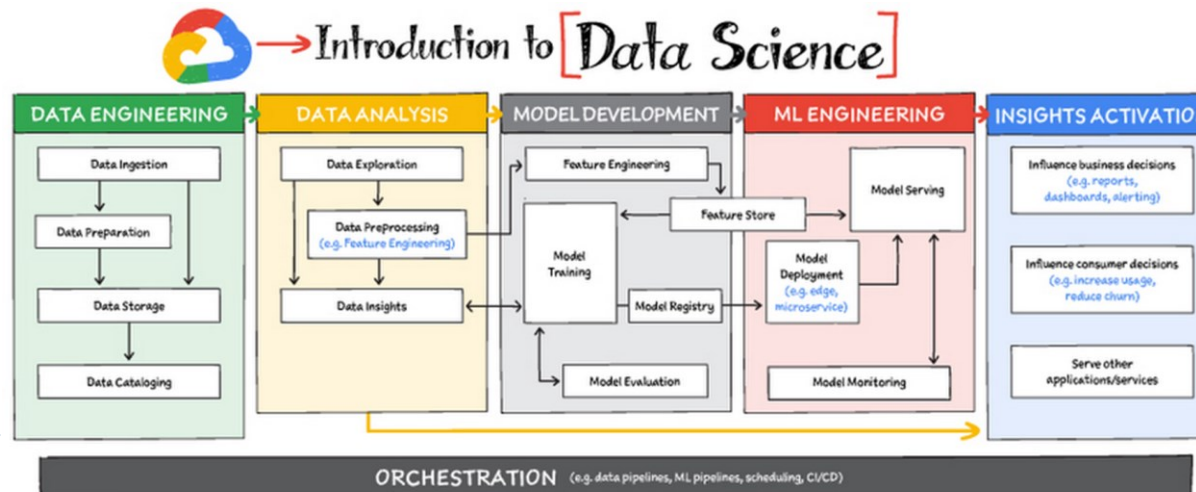 Introduction to [Data Science]
DATA ENGINEERING
Data Ingestion
Data Preparation
Data Storage
Data Cataloging
DATA ANALYSIS
Data Exploration
Data Preprocessing
(e.g. Feature Engineering)
Data Insights
MODEL DEVELOPMENT
Feature Engineering
Feature Store
Model
Training
Model Registry
Model Evaluation
ML ENGINEERING
Model Serving
Model
Deployment
(e.g. edge,
microservice)
Model Monitoring
INSIGHTS ACTIVATIO
Influence business decisions
(e.g. reports,
dashboards, alerting)
Influence consumer decisions
(e.g. increase usage,
reduce churn)
Serve other
applications/services
ORCHESTRATION (e.g. data pipelines, ML pipelines, scheduling, CI/CD)